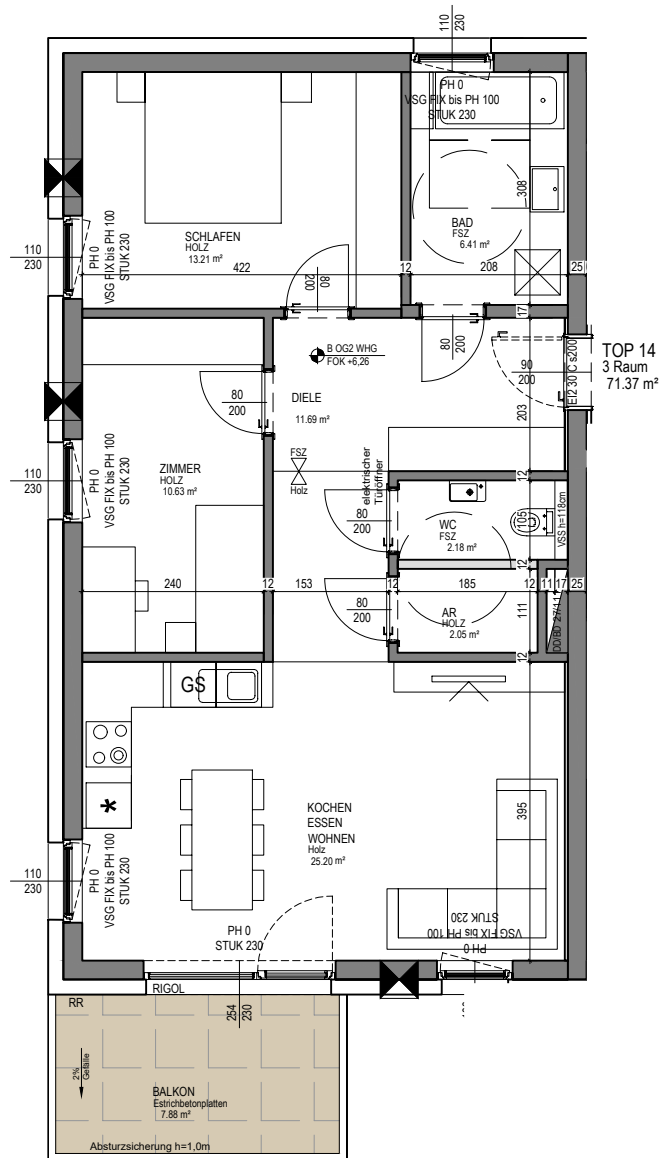 110
230
PH 0
VSG FIX bis PH 100
STUK 230
SCHLAFEN
HOLZ
13.21 m²
BAD
FSZ
6.41 m²
308
110
230
PH 0
VSG FIX bis PH 100
STUK 230
422
12
208
25
80
200
17
80
200
B OG2 WHG
FOK +6,26
90
200
EI2 30 C s200
TOP 14
3 Raum
71.37 m²
80
200
DIELE
11.69 m²
203
110
230
PH 0
VSG FIX bis PH 100
STUK 230
ZIMMER
HOLZ
10.63 m²
FSZ
Holz
elektrischer
Türöffner
12
80
200
WC
FSZ
2.18 m²
105
VSS h=118cm
12
240
12
153
12
185
12
11
17
25
80
200
AR
HOLZ
2.05 m²
111
12
GS
*
KOCHEN
ESSEN
WOHNEN
Holz
25.20 m²
395
110
230
PH 0
VSG FIX bis PH 100
STUK 230
PH 0
STUK 230
PH 0
VSG FIX bis PH 100
STUK 230
RIGOL
RR
254
230
2%
Gefälle
BALKON
Estrichbetonplatten
7.88 m²
Absturzsicherung h=1,0m